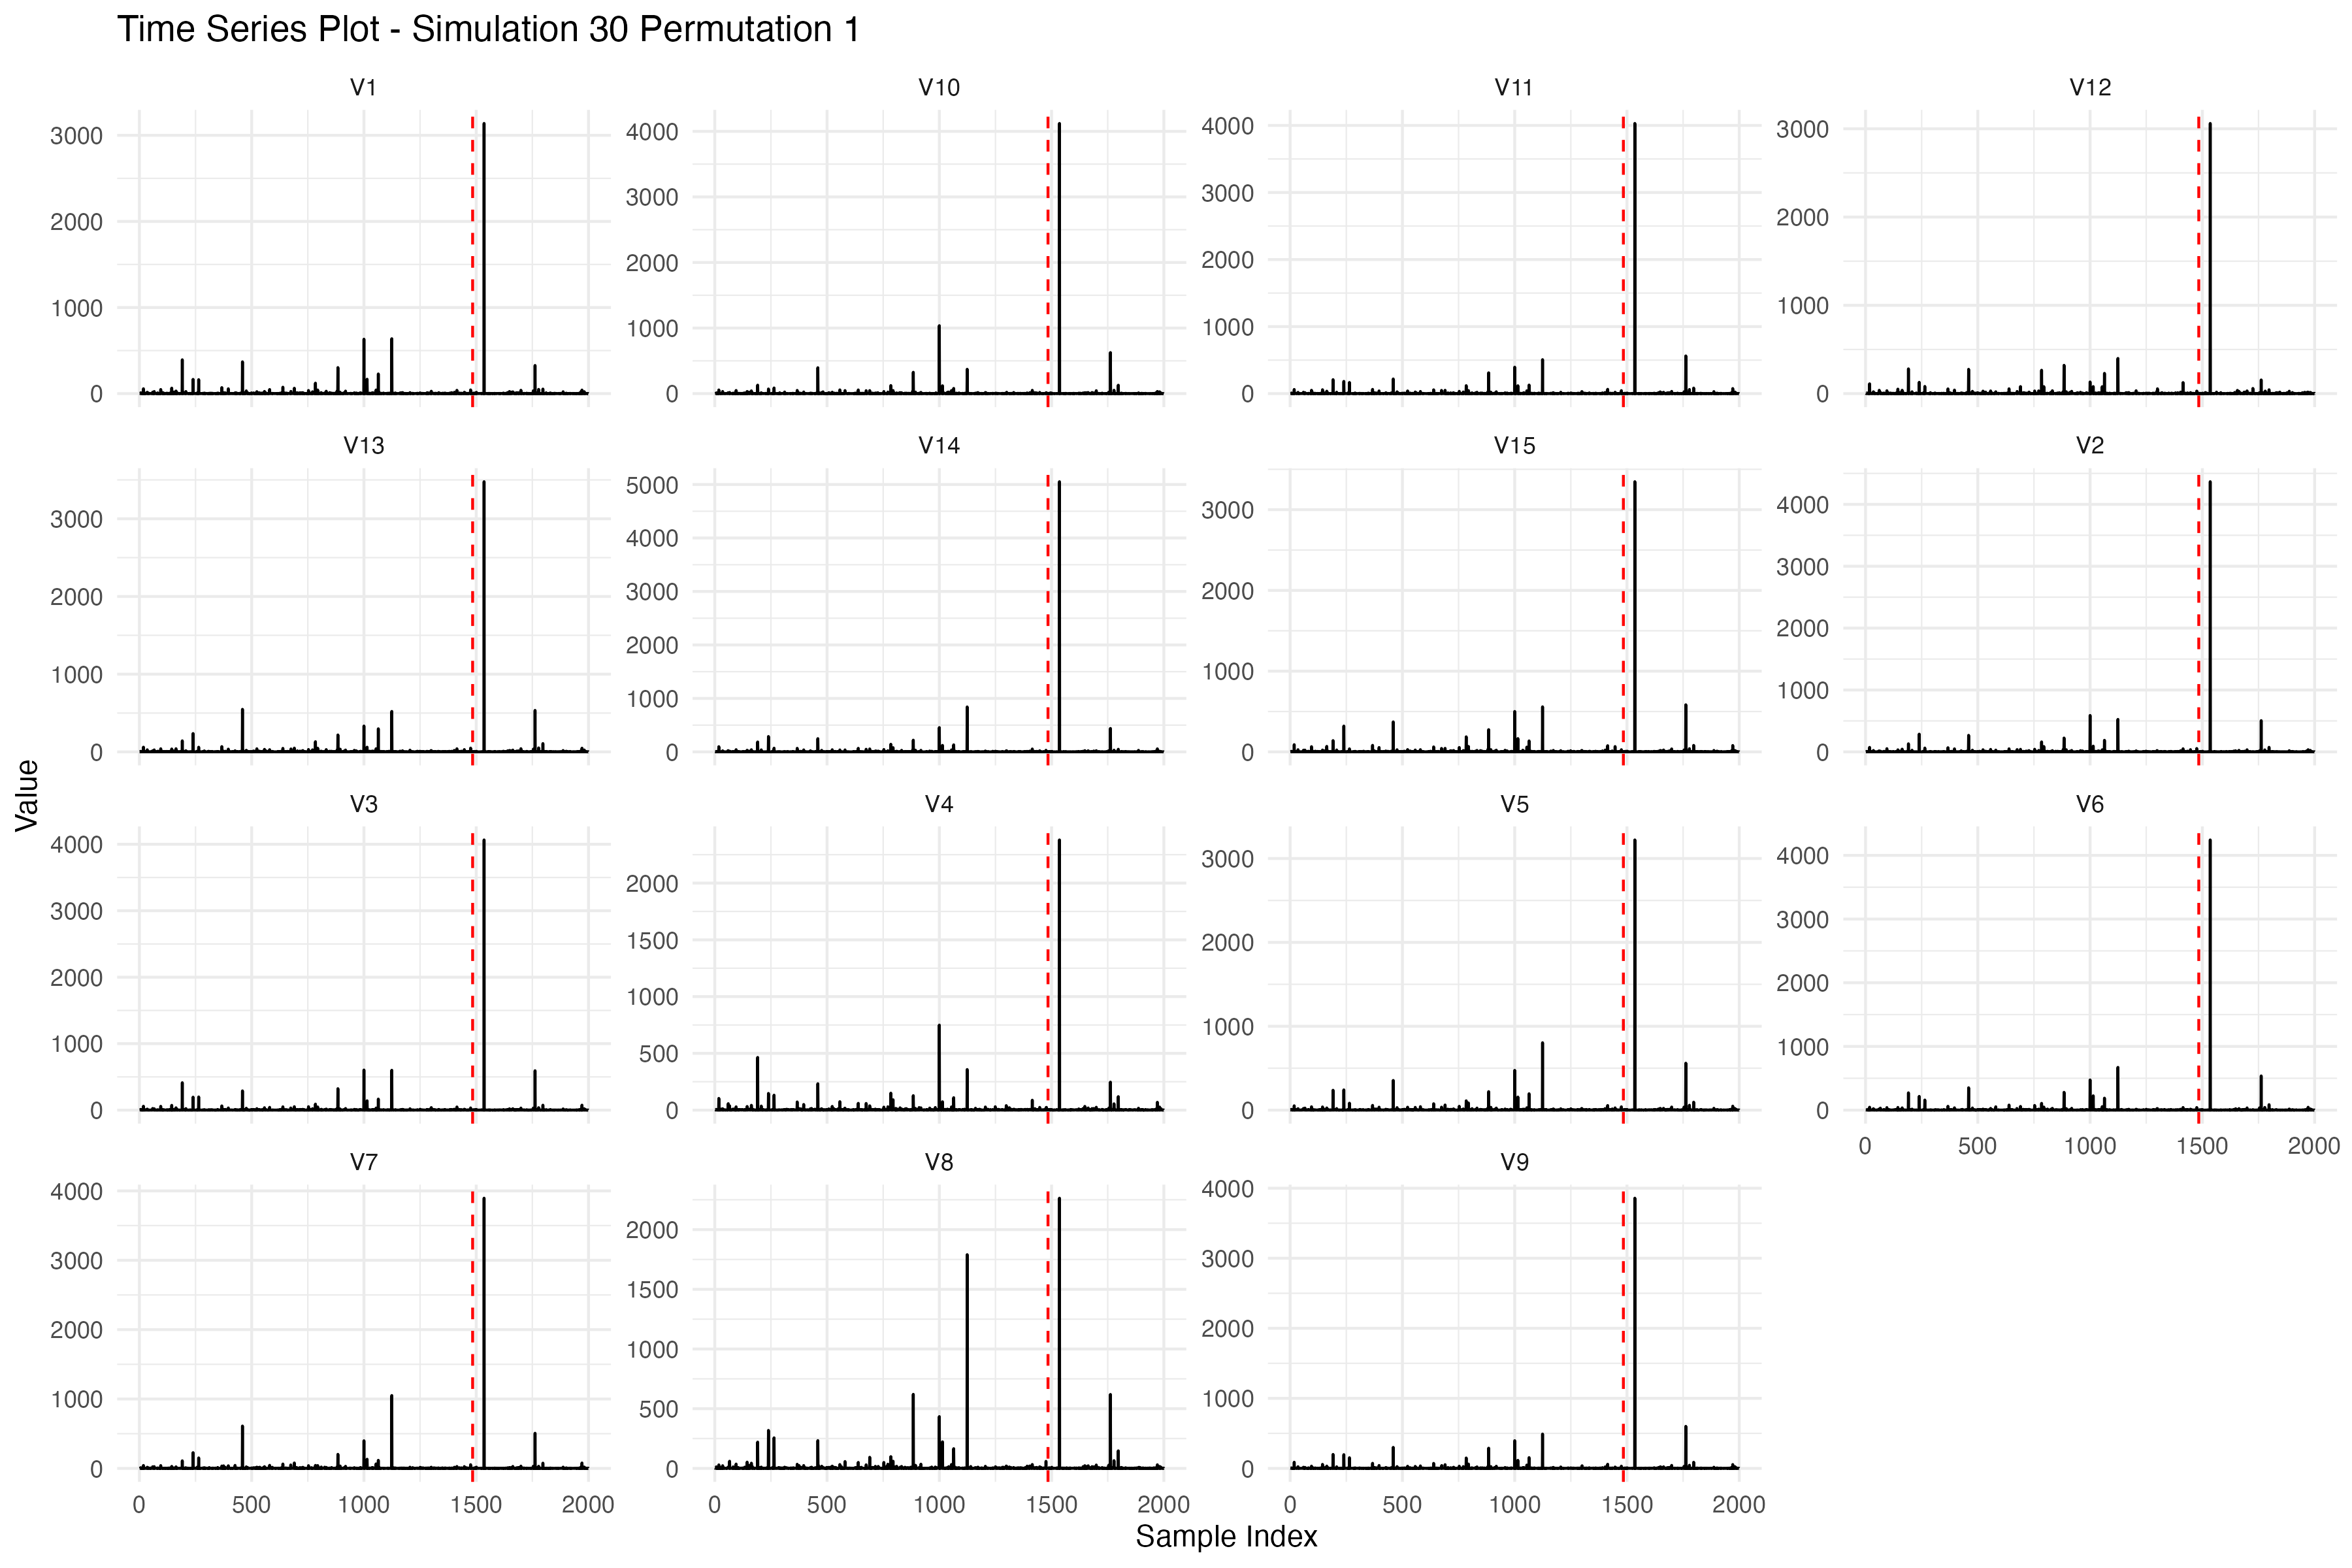 Time Series Plot - Simulation 30 Permutation 1
V1 V10 V11 V12
3000 4000 4000 3000
2000 3000 3000 2000
1000 2000 2000 1000
0 1000 1000 0
0 0
V13 V14 V15 V2
3000 5000 3000 4000
2000 4000 2000 3000
1000 3000 1000 2000
0 2000 0 1000
1000 0
0
Value
V3 V4 V5 V6
4000 2000 3000 4000
3000 1500 2000 3000
2000 1000 1000 2000
1000 500 0 1000
0 0 0
0 500 1000 1500 2000
V7 V8 V9
4000 2000 4000
3000 1500 3000
2000 1000 2000
1000 500 1000
0 0 0
0 500 1000 1500 2000 0 500 1000 1500 2000 0 500 1000 1500 2000
Sample Index